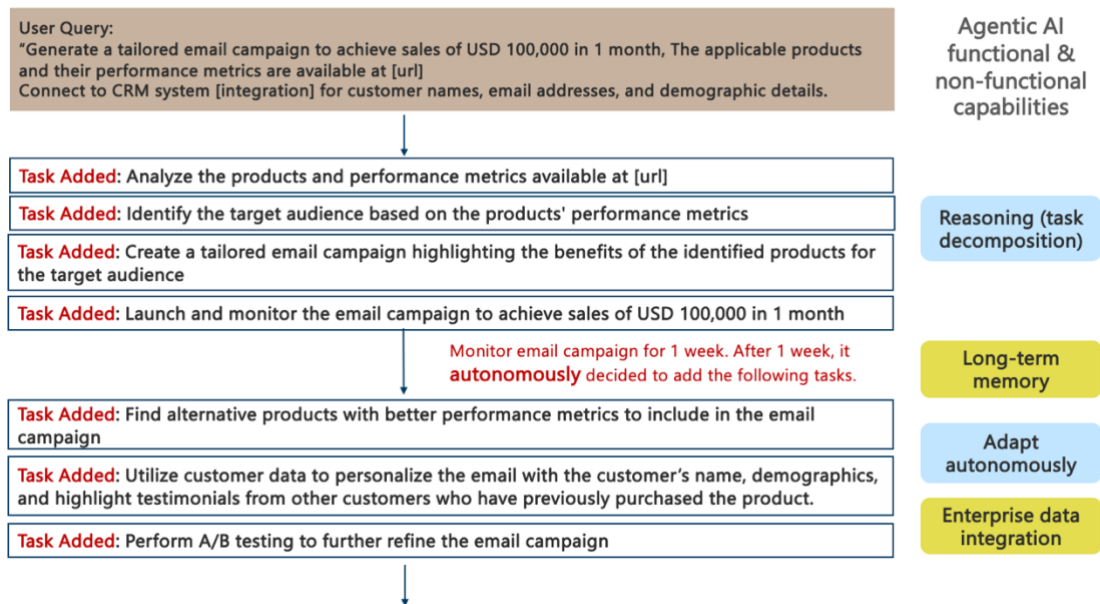 User Query:
“Generate a tailored email campaign to achieve sales of USD 100,000 in 1 month, The applicable products
and their performance metrics are available at [url]
Connect to CRM system [integration] for customer names, email addresses, and demographic details.
Agentic AI
functional &
non-functional
capabilities
Task Added: Analyze the products and performance metrics available at [url]
Task Added: Identify the target audience based on the products' performance metrics
Task Added: Create a tailored email campaign highlighting the benefits of the identified products for
the target audience
Task Added: Launch and monitor the email campaign to achieve sales of USD 100,000 in 1 month
Reasoning (task
decomposition)
Monitor email campaign for 1 week. After 1 week, it
autonomously decided to add the following tasks.
Long-term
memory
Task Added: Find alternative products with better performance metrics to include in the email
campaign
Task Added: Utilize customer data to personalize the email with the customer’s name, demographics,
and highlight testimonials from other customers who have previously purchased the product.
Task Added: Perform A/B testing to further refine the email campaign
Adapt
autonomously
Enterprise data
integration